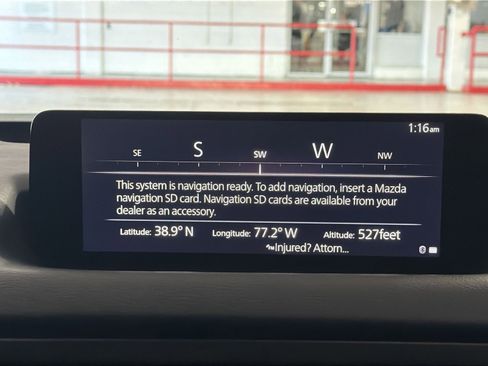 1:16am
SE S SW W NW
This system is navigation ready. To add navigation, insert a Mazda
navigation SD card. Navigation SD cards are available from your
dealer as an accessory.
Latitude: 38.9° N Longitude: 77.2° W Altitude: 527feet
Injured? Attorn...